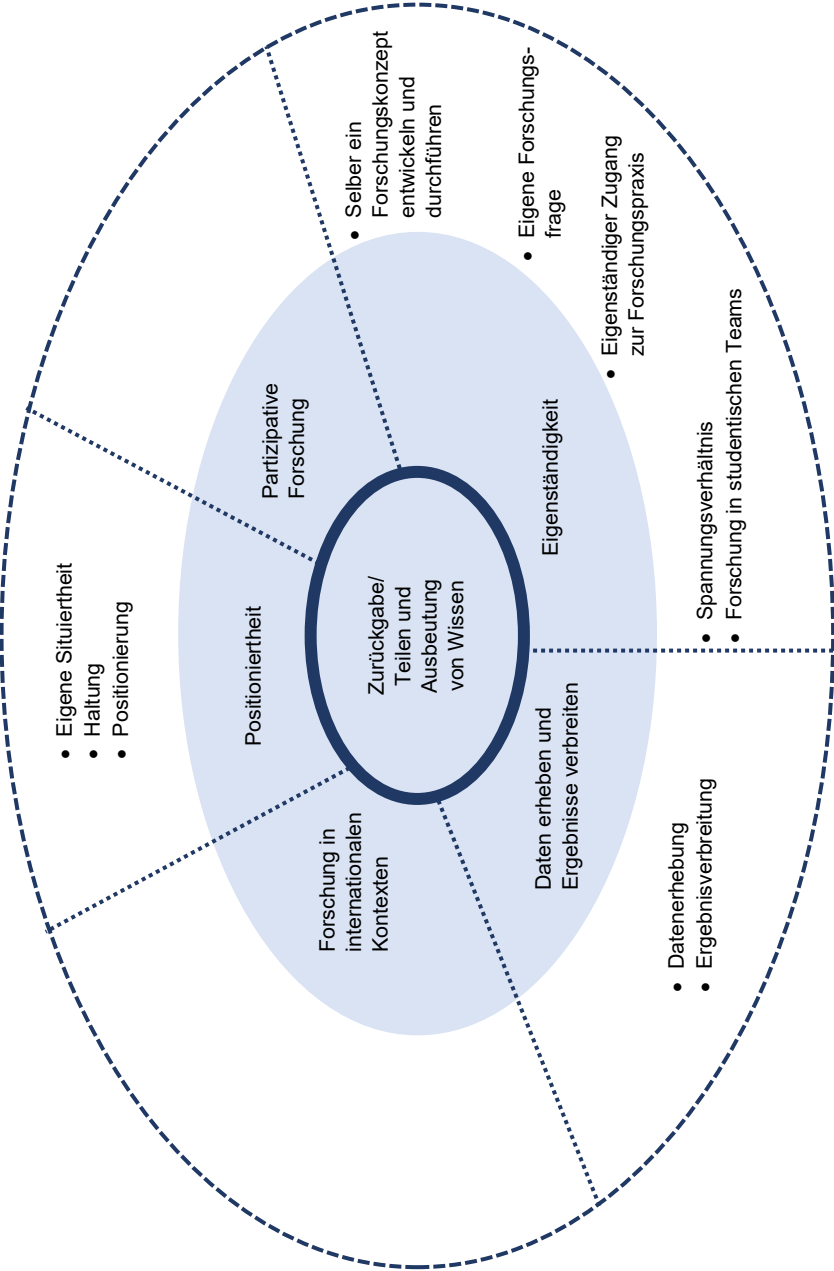 Zurückgabe/
Teilen und
Ausbeutung
von Wissen
Positioniertheit
• Eigene Situiertheit
• Haltung
• Positionierung
Partizipative
Forschung
Eigenständigkeit
• Selber ein
Forschungskonzept
entwickeln und
durchführen
• Eigene Forschungs-
frage
• Eigenständiger Zugang
zur Forschungspraxis
• Spannungsverhältnis
• Forschung in studentischen Teams
Daten erheben und
Ergebnisse verbreiten
• Datenerhebung
• Ergebnisverbreitung
Forschung in
internationalen
Kontexten